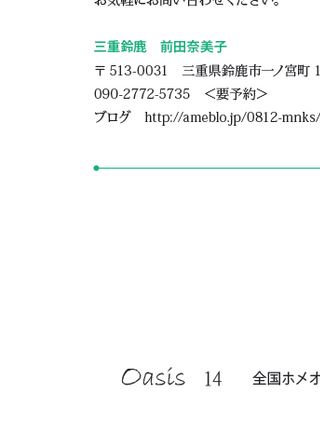 お気軽にお問い合わせください。
三重鈴鹿　前田奈美子
〒513-0031　三重県鈴鹿市一ノ宮町 1
090-2772-5735　＜要予約＞
ブログ　http://ameblo.jp/0812-mnks/
Oasis　14　全国ホメオ